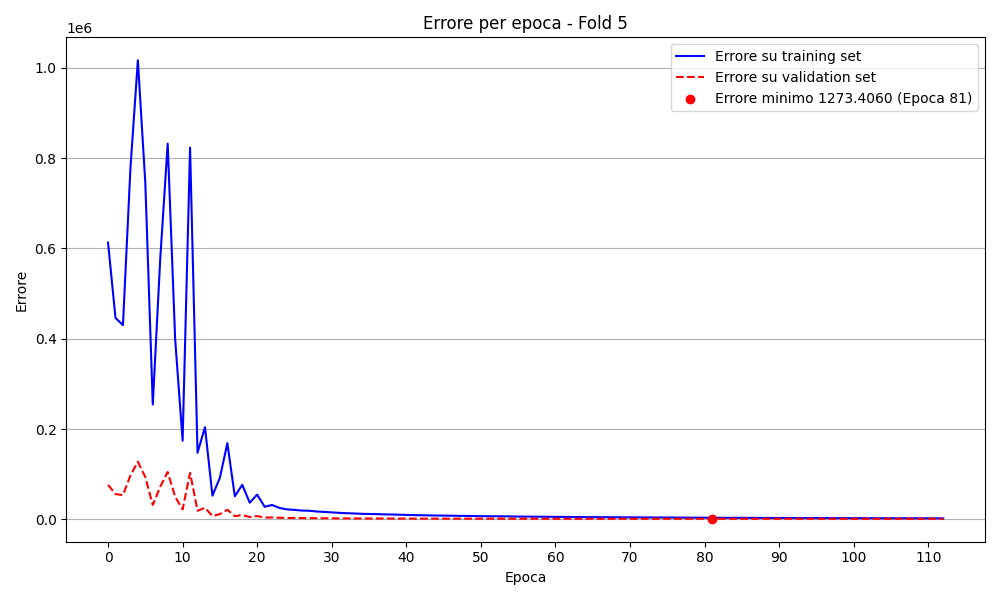 Errore per epoca - Fold 5
1e6
Errore su training set
Errore su validation set
Errore minimo 1273.4060 (Epoca 81)
1.0
0.8
0.6
0.4
0.2
0.0
Errore
0 10 20 30 40 50 60 70 80 90 100 110
Epoca